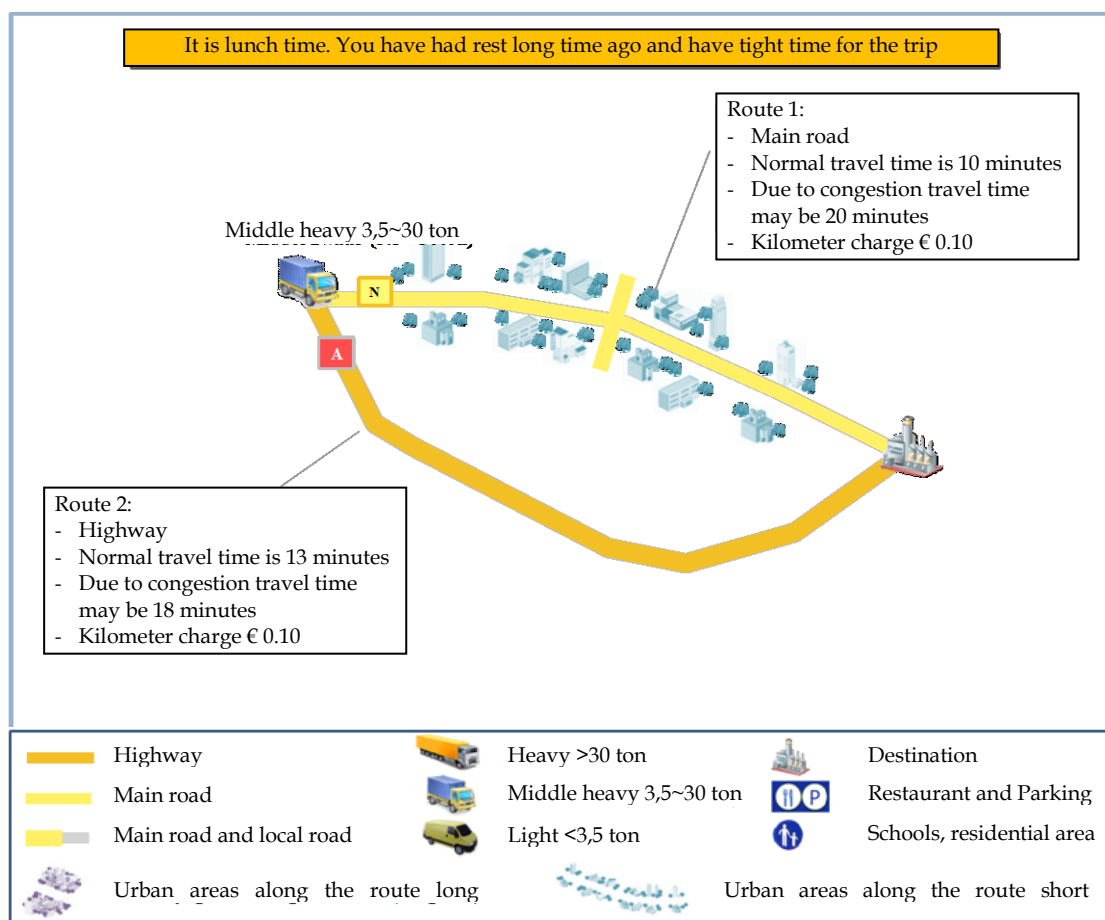 It is lunch time. You have had rest long time ago and have tight time for the trip
Route 1:
- Main road
- Normal travel time is 10 minutes
- Due to congestion travel time
may be 20 minutes
- Kilometer charge € 0.10
Middle heavy 3,5~30 ton
N
A
Route 2:
- Highway
- Normal travel time is 13 minutes
- Due to congestion travel time
may be 18 minutes
- Kilometer charge € 0.10
Highway
Heavy >30 ton
Destination
Main road
Middle heavy 3,5~30 ton
P
Restaurant and Parking
Main road and local road
Light <3,5 ton
Schools, residential area
Urban areas along the route long
Urban areas along the route short